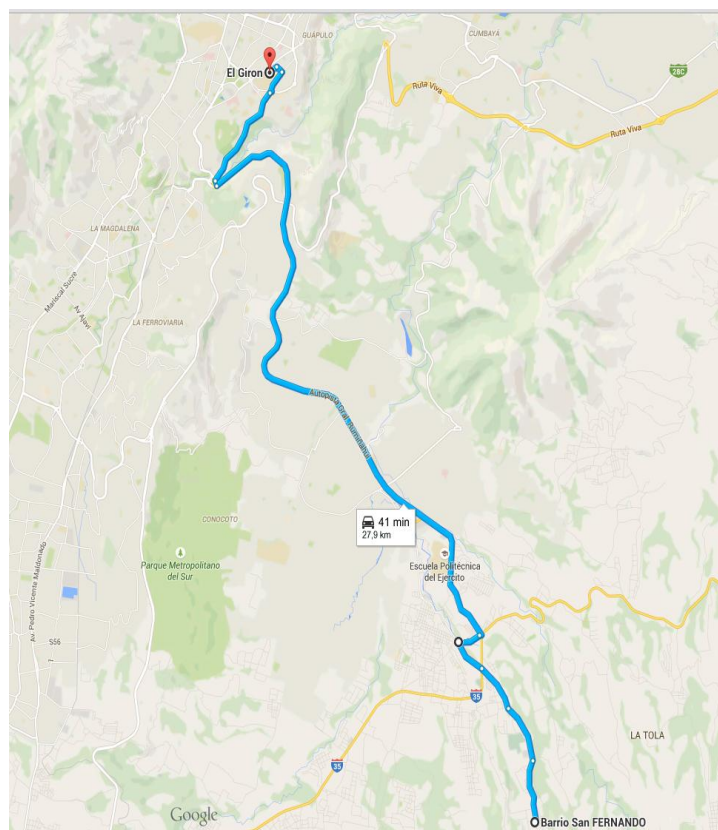 GUÁPULO
CUMBAYÁ
El Giron
28C
Ruta Viva
Ruta Viva
LA MAGDALENA
Mariscal Sucre
Av Ajaví
LA FERROVIARIA
Autopista Gral Rumiñahui
41 min
27,9 km
CONOCOTO
Escuela Politécnica
del Ejército
Parque Metropolitano
del Sur
Av. Pedro Vicente Maldonado
S56
35
LA TOLA
35
Google
Barrio San FERNANDO